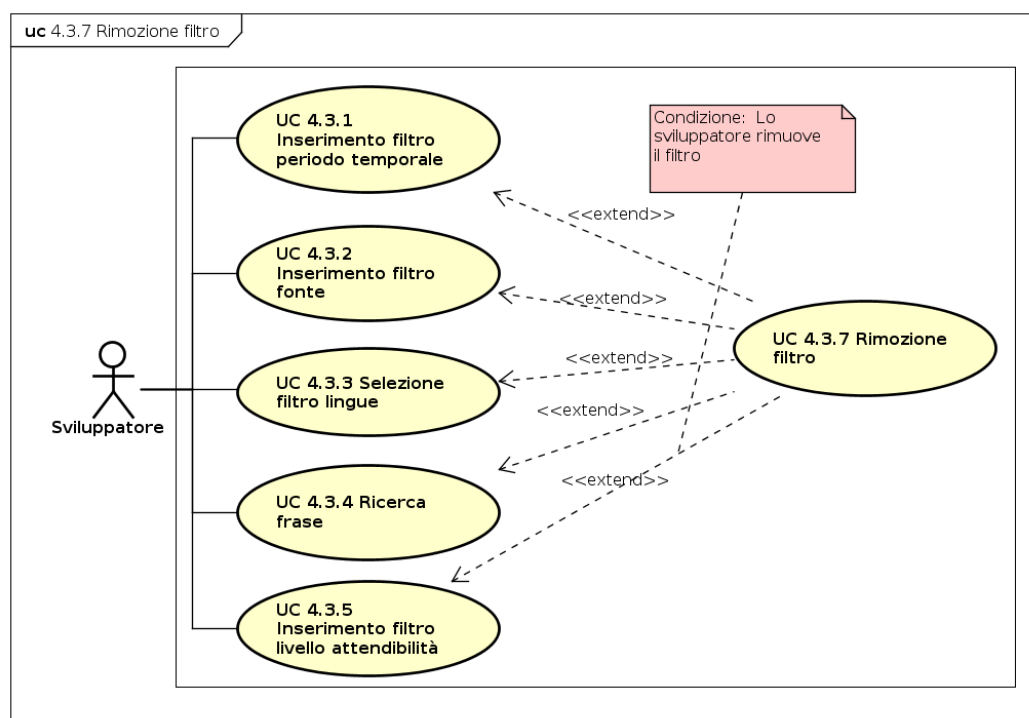 uc 4.3.7 Rimozione filtro
UC 4.3.1
Inserimento filtro
periodo temporale
Condizione: Lo
sviluppatore rimuove
il filtro
<<extend>>
UC 4.3.2
Inserimento filtro
fonte
<<extend>>
UC 4.3.7 Rimozione
filtro
<<extend>>
UC 4.3.3 Selezione
filtro lingue
Sviluppatore
<<extend>>
<<extend>>
UC 4.3.4 Ricerca
frase
UC 4.3.5
Inserimento filtro
livello attendibilità